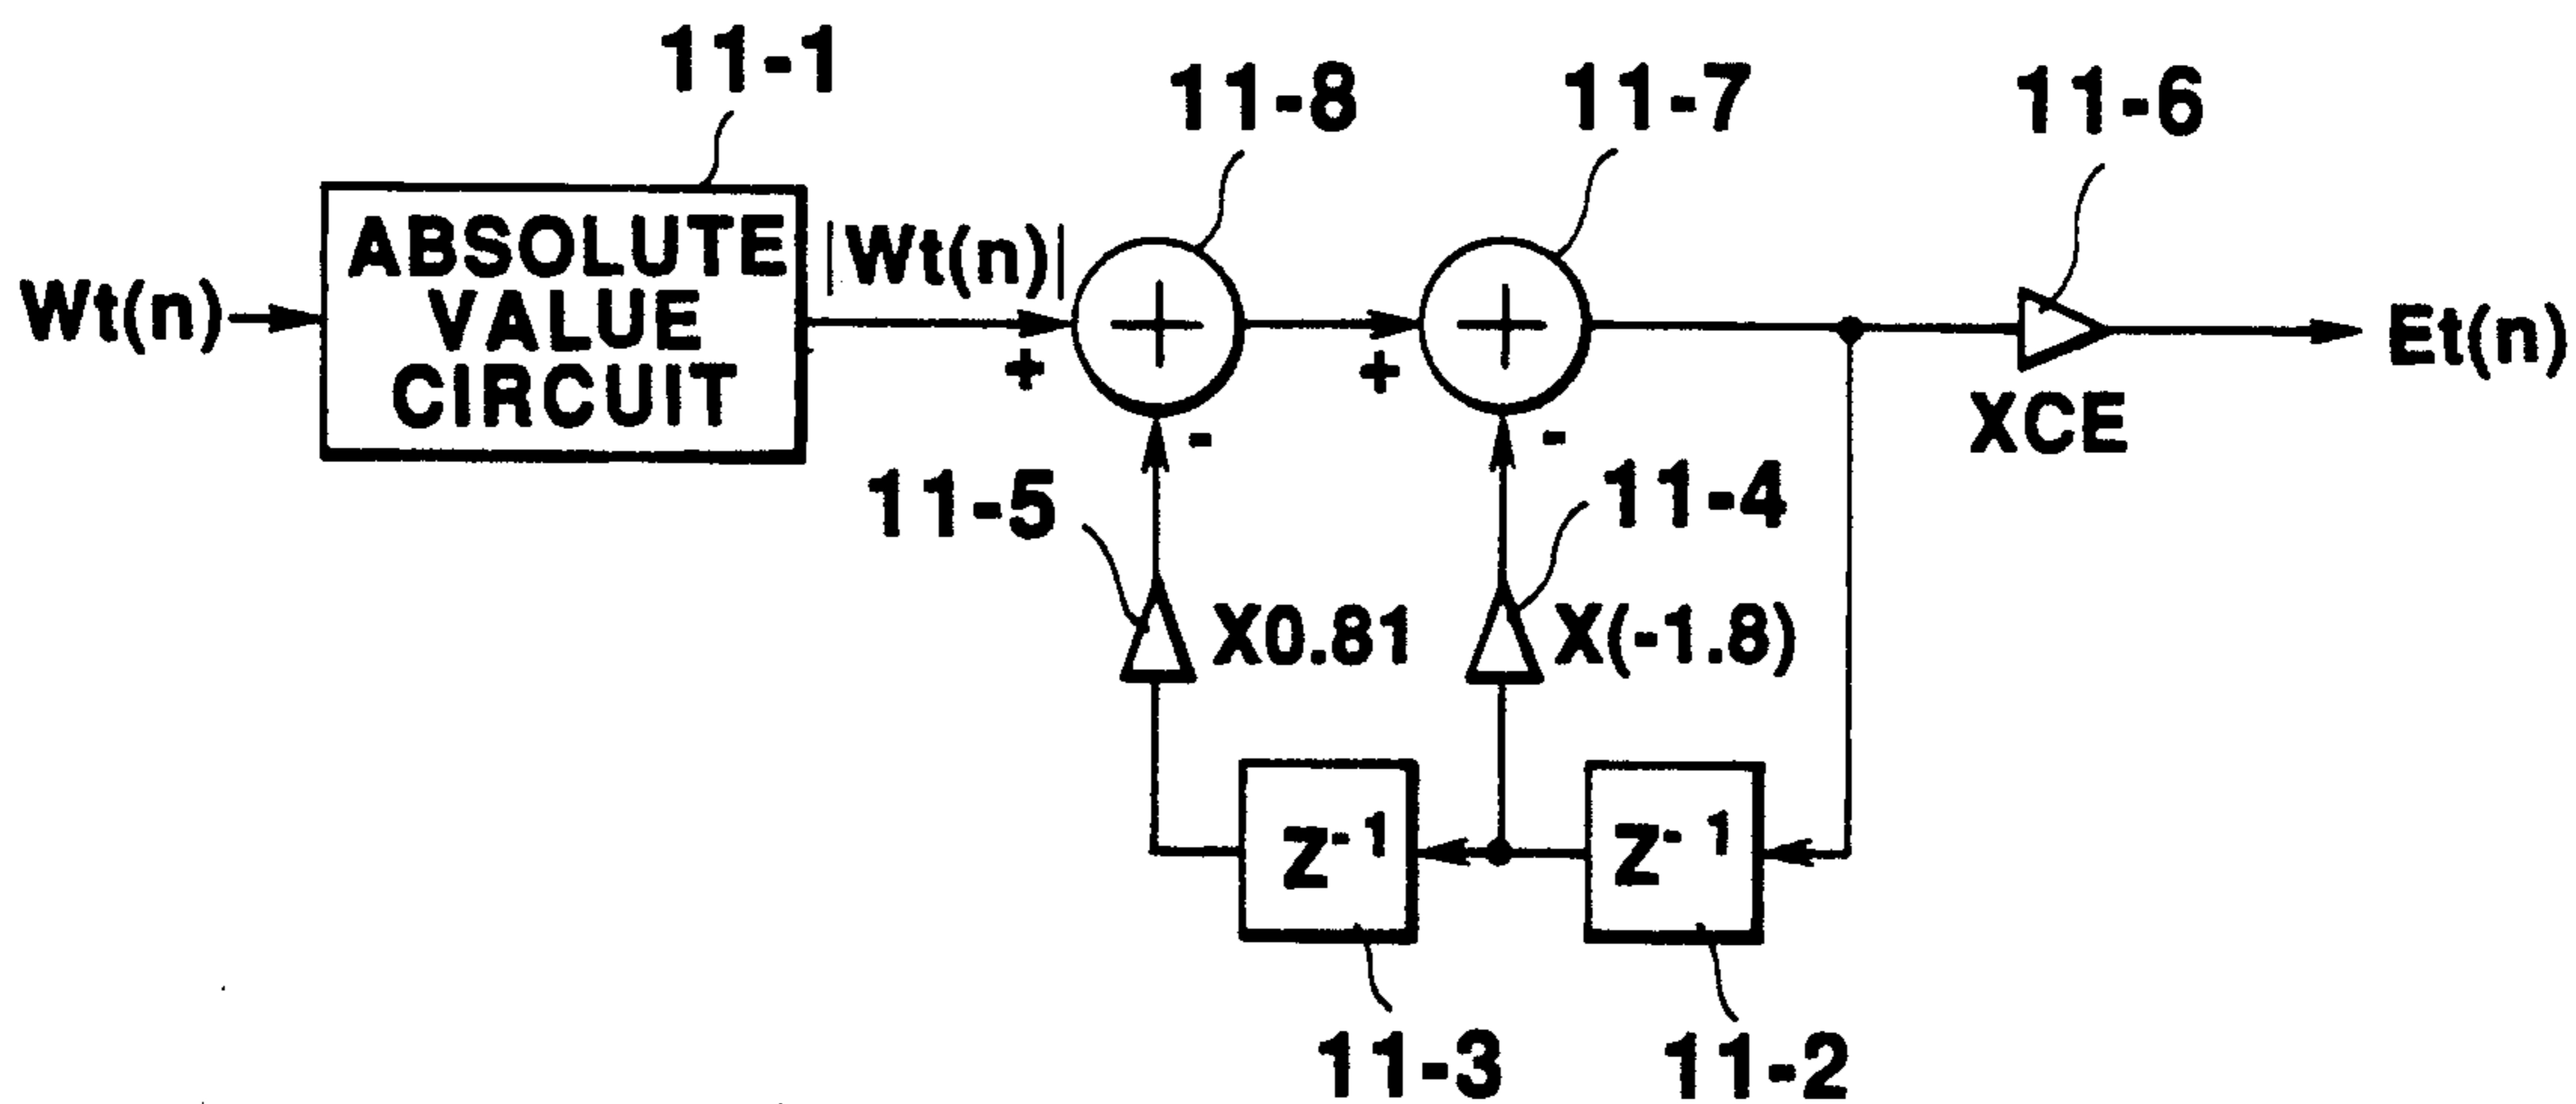 11-1
11-8
11-7
11-6
Wt(n)
ABSOLUTE
VALUE
CIRCUIT
|Wt(n)|
+
-
+
-
Et(n)
XCE
11-5
11-4
X0.81
X(-1.8)
Z⁻¹
Z⁻¹
11-3
11-2